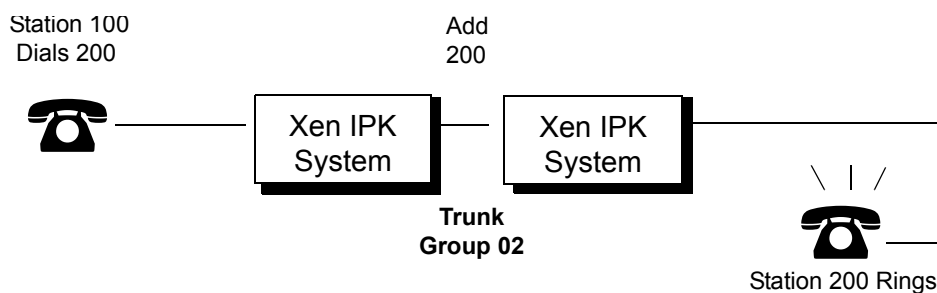 Station 100
Dials 200
Add
200
Xen IPK
System
Xen IPK
System
Trunk
Group 02
Station 200 Rings